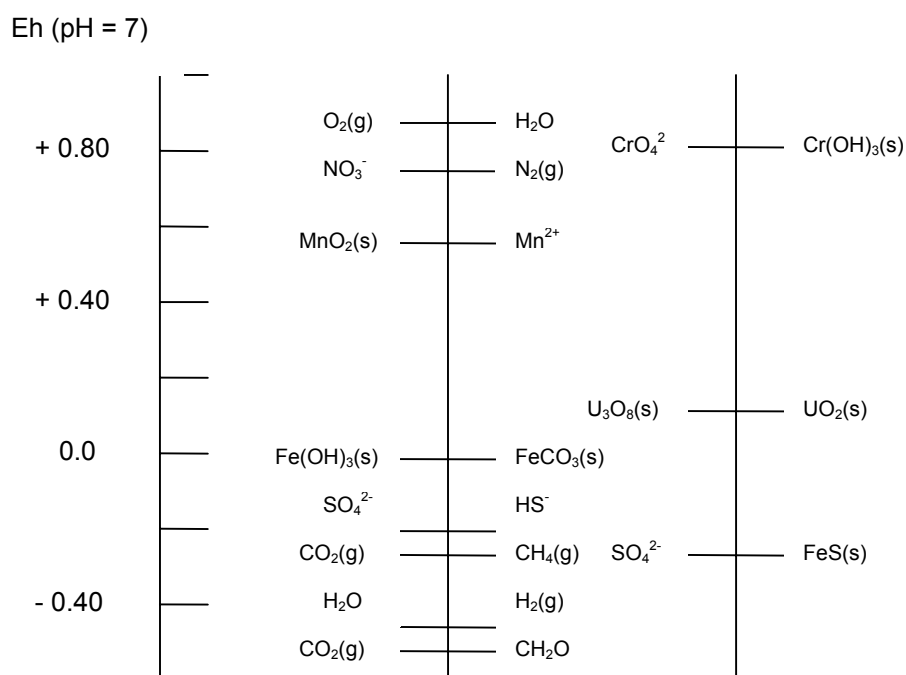 Eh (pH = 7)
O₂(g) H₂O
CrO₄² Cr(OH)₃(s)
+ 0.80
NO₃⁻ N₂(g)
MnO₂(s) Mn²⁺
+ 0.40
U₃O₈(s) UO₂(s)
0.0
Fe(OH)₃(s) FeCO₃(s)
SO₄²⁻ HS⁻
CO₂(g) CH₄(g) SO₄²⁻ FeS(s)
- 0.40
H₂O H₂(g)
CO₂(g) CH₂O